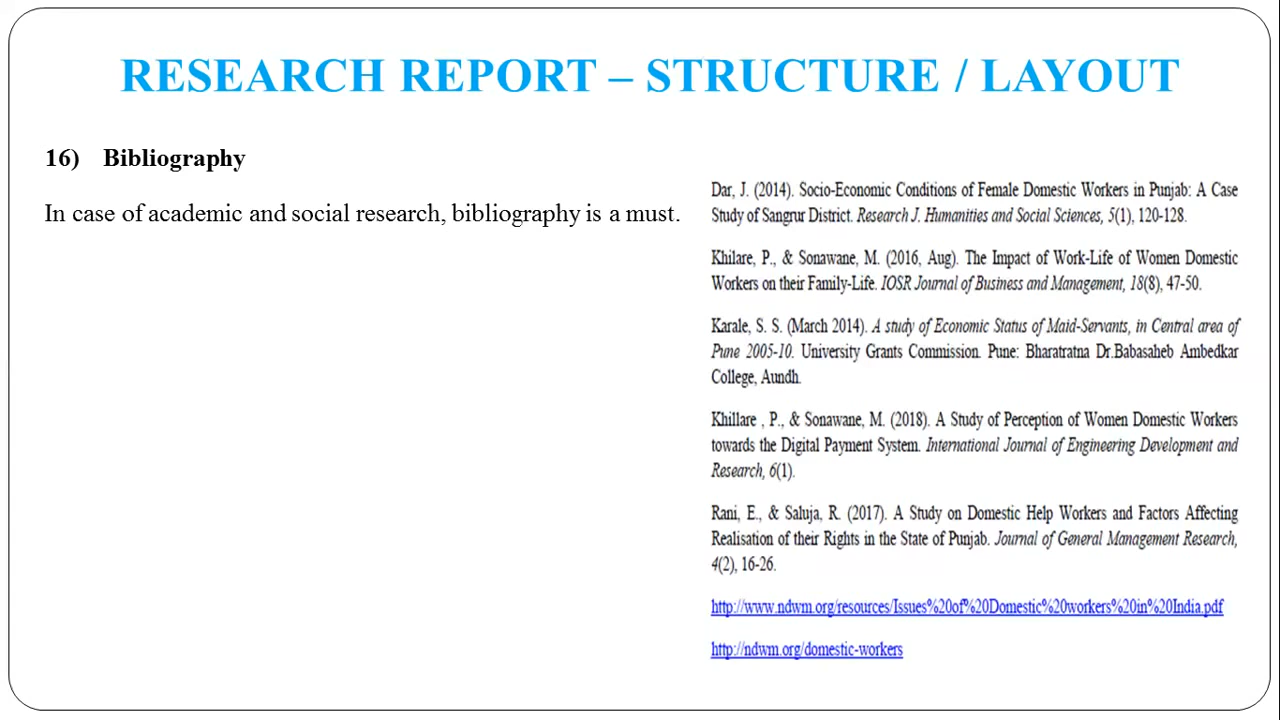 RESEARCH REPORT – STRUCTURE / LAYOUT
16) Bibliography
In case of academic and social research, bibliography is a must.
Dar, J. (2014). Socio-Economic Conditions of Female Domestic Workers in Punjab: A Case
Study of Sangrur District. Research J. Humanities and Social Sciences, 5(1), 120-128.
Khilare, P., & Sonawane, M. (2016, Aug). The Impact of Work-Life of Women Domestic
Workers on their Family-Life. IOSR Journal of Business and Management, 18(8), 47-50.
Karale, S. S. (March 2014). A study of Economic Status of Maid-Servants, in Central area of
Pune 2005-10. University Grants Commission. Pune: Bharatratna Dr.Babasaheb Ambedkar
College, Aundh.
Khillare , P., & Sonawane, M. (2018). A Study of Perception of Women Domestic Workers
towards the Digital Payment System. International Journal of Engineering Development and
Research, 6(1).
Rani, E., & Saluja, R. (2017). A Study on Domestic Help Workers and Factors Affecting
Realisation of their Rights in the State of Punjab. Journal of General Management Research,
4(2), 16-26.
http://www.ndwm.org/resources/Issues%20of%20Domestic%20workers%20in%20India.pdf
http://ndwm.org/domestic-workers